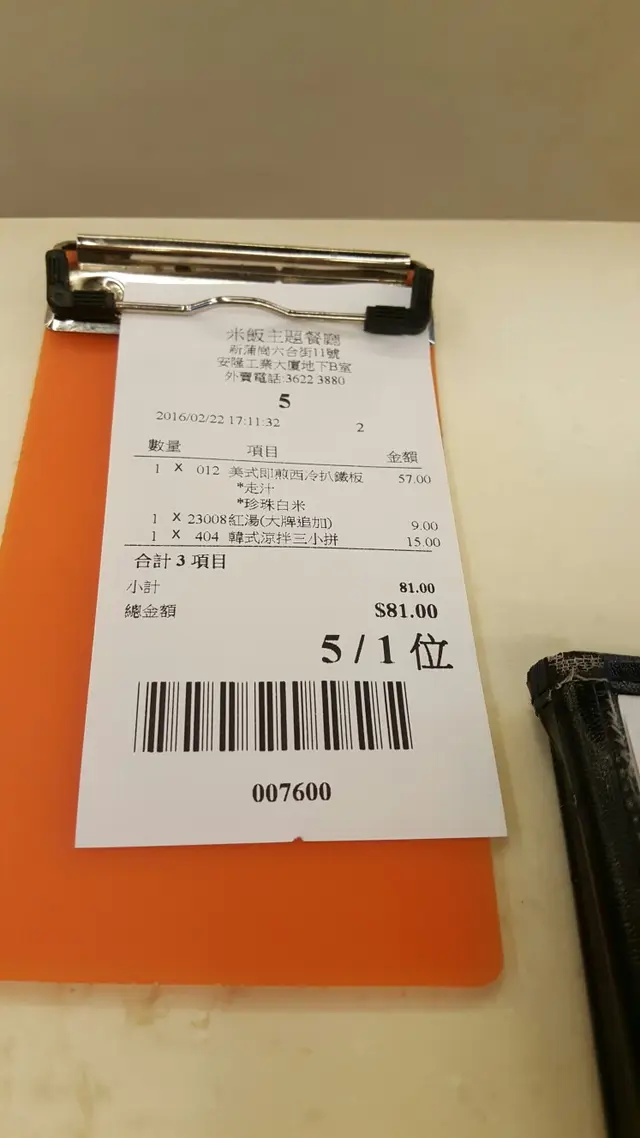 米飯主題餐廳
新蒲崗六合街11號
安隆工業大廈地下B室
外賣電話:3622 3880
5
2016/02/22 17:11:32 2
數量 項目 金額
1 X 012 美式即煎西冷扒鐵板 57.00
*走汁
*珍珠白米
1 X 23008 紅湯(大牌追加) 9.00
1 X 404 韓式涼拌三小拼 15.00
合計 3 項目
小計 81.00
總金額 $81.00
5 / 1 位
007600